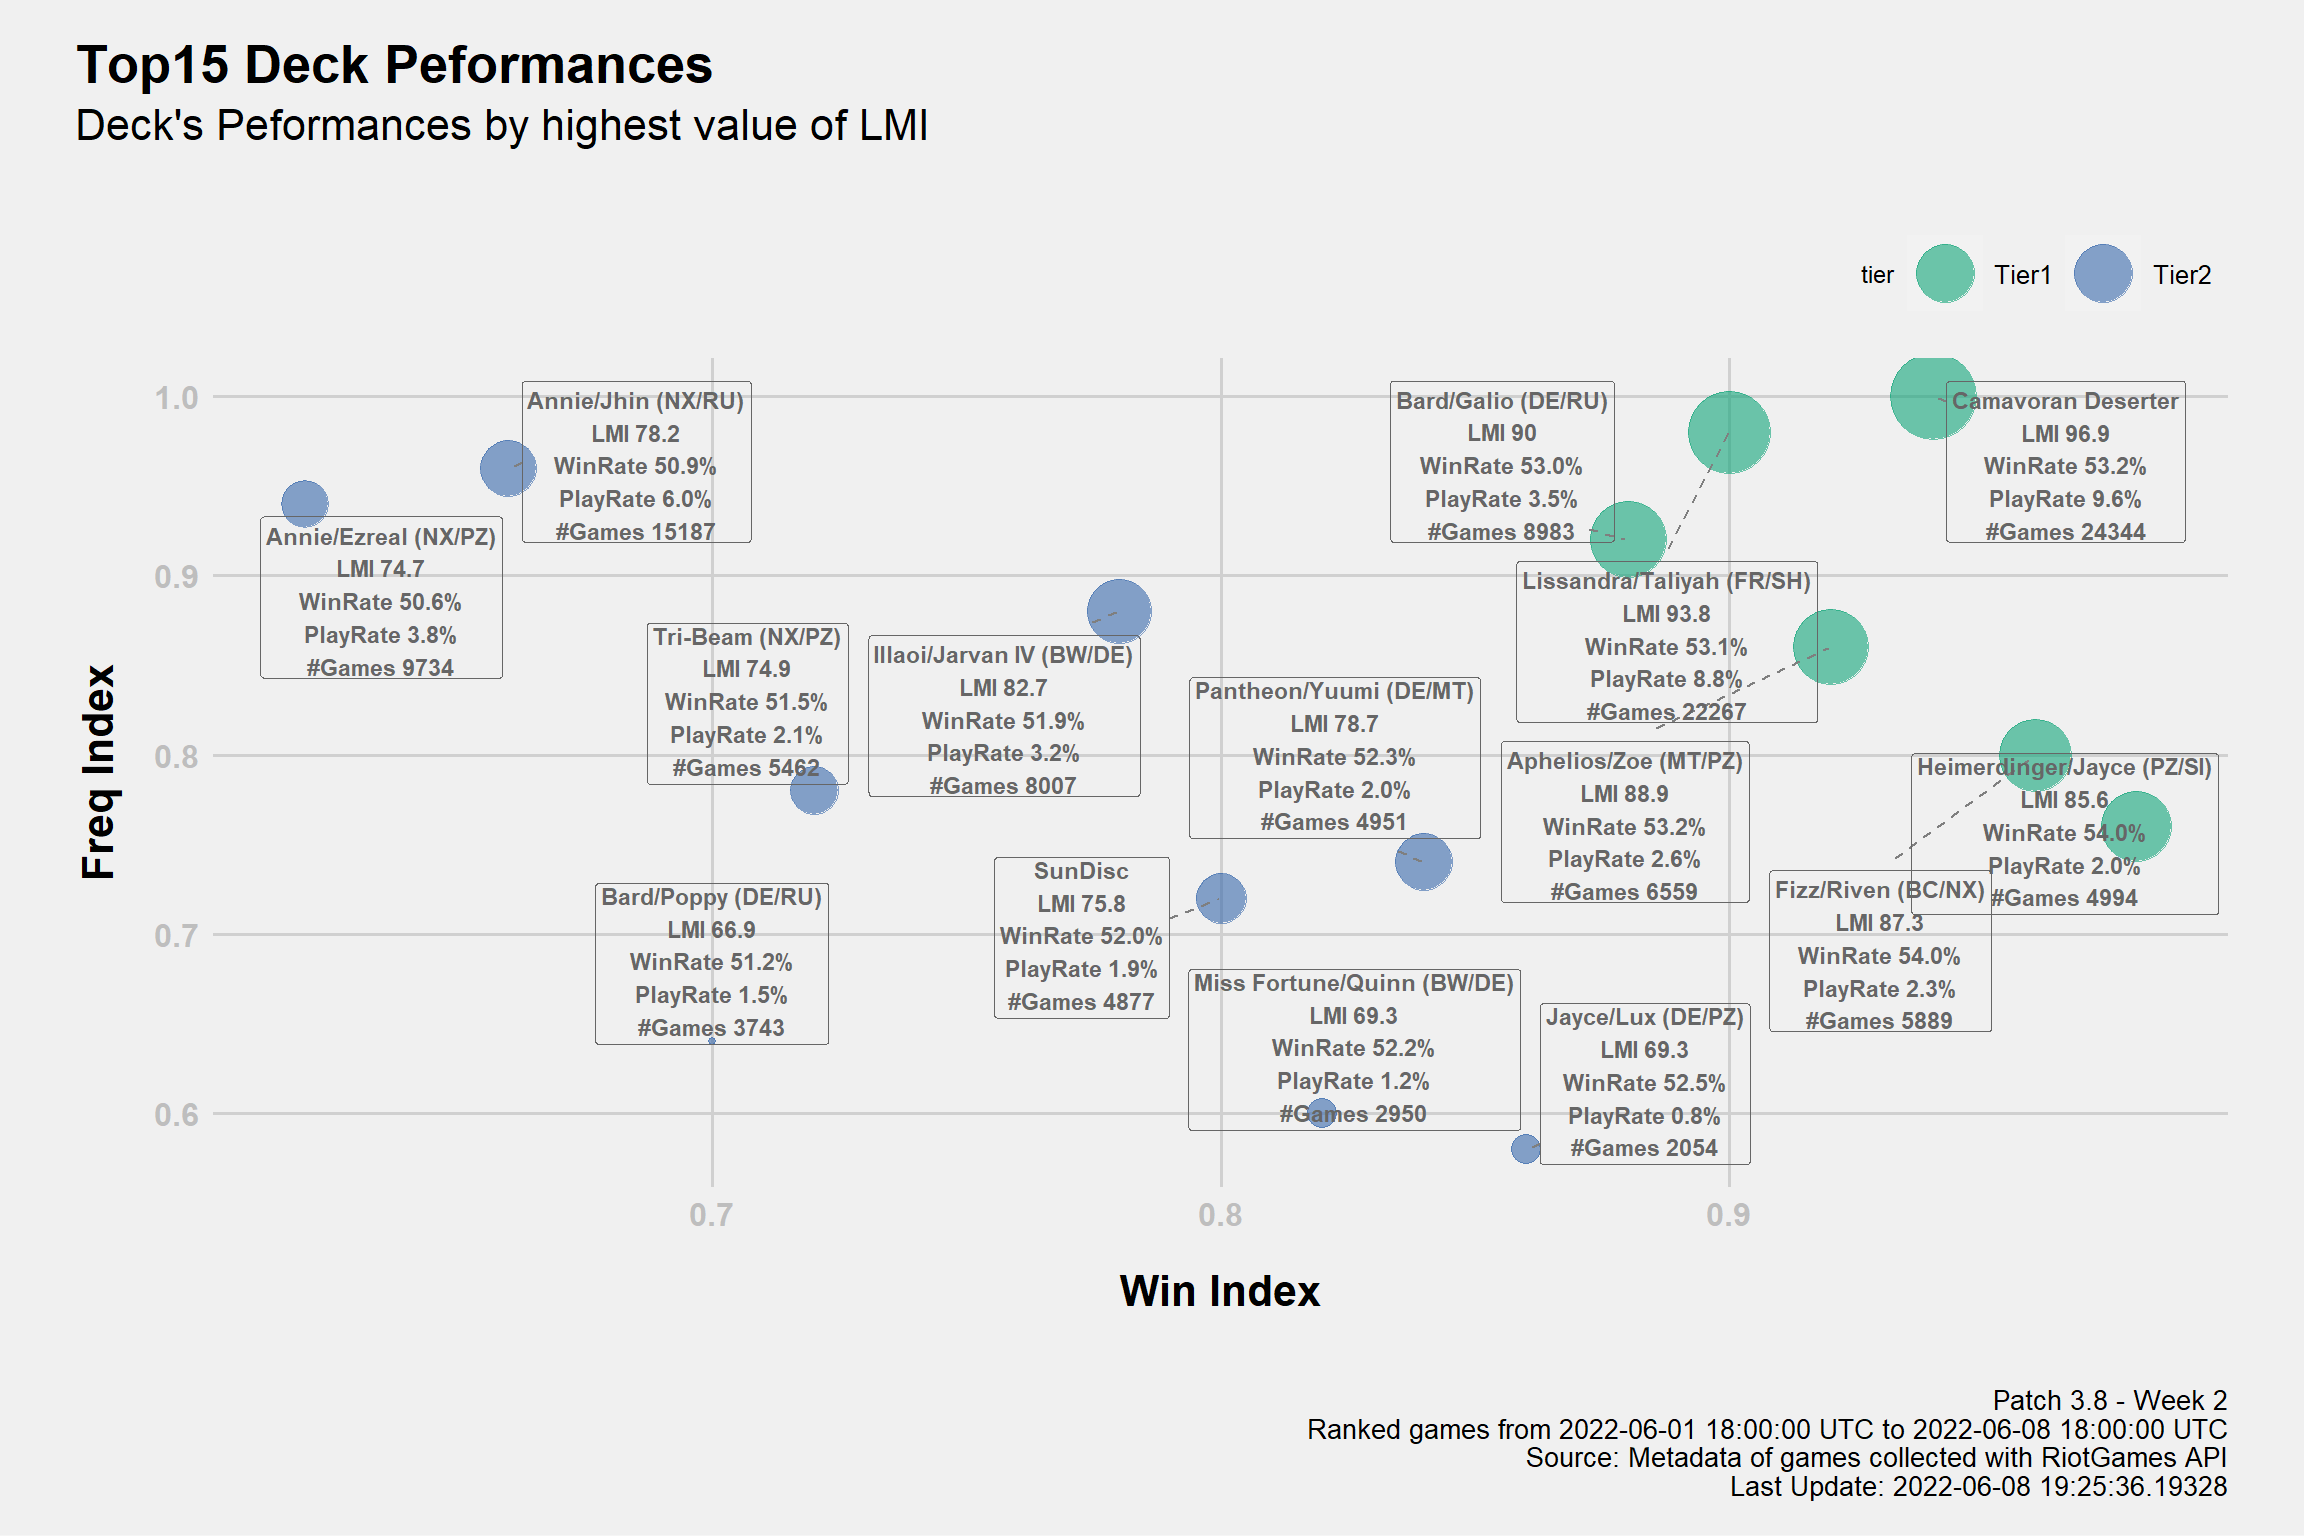 Top15 Deck Peformances
Deck's Peformances by highest value of LMI
tier
Tier1
Tier2
Freq Index
1.0
0.9
0.8
0.7
0.6
Annie/Jhin (NX/RU)
LMI 78.2
WinRate 50.9%
PlayRate 6.0%
#Games 15187
Bard/Galio (DE/RU)
LMI 90
WinRate 53.0%
PlayRate 3.5%
#Games 8983
Camavoran Deserter
LMI 96.9
WinRate 53.2%
PlayRate 9.6%
#Games 24344
Annie/Ezreal (NX/PZ)
LMI 74.7
WinRate 50.6%
PlayRate 3.8%
#Games 9734
Lissandra/Taliyah (FR/SH)
LMI 93.8
WinRate 53.1%
PlayRate 8.8%
#Games 22267
Tri-Beam (NX/PZ)
LMI 74.9
WinRate 51.5%
PlayRate 2.1%
#Games 5462
Illaoi/Jarvan IV (BW/DE)
LMI 82.7
WinRate 51.9%
PlayRate 3.2%
#Games 8007
Pantheon/Yuumi (DE/MT)
LMI 78.7
WinRate 52.3%
PlayRate 2.0%
#Games 4951
Aphelios/Zoe (MT/PZ)
LMI 88.9
WinRate 53.2%
PlayRate 2.6%
#Games 6559
Heimerdinger/Jayce (PZ/SI)
LMI 85.6
WinRate 54.0%
PlayRate 2.0%
#Games 4994
SunDisc
LMI 75.8
WinRate 52.0%
PlayRate 1.9%
#Games 4877
Fizz/Riven (BC/NX)
LMI 87.3
WinRate 54.0%
PlayRate 2.3%
#Games 5889
Bard/Poppy (DE/RU)
LMI 66.9
WinRate 51.2%
PlayRate 1.5%
#Games 3743
Miss Fortune/Quinn (BW/DE)
LMI 69.3
WinRate 52.2%
PlayRate 1.2%
#Games 2950
Jayce/Lux (DE/PZ)
LMI 69.3
WinRate 52.5%
PlayRate 0.8%
#Games 2054
0.7
0.8
0.9
Win Index
Patch 3.8 - Week 2
Ranked games from 2022-06-01 18:00:00 UTC to 2022-06-08 18:00:00 UTC
Source: Metadata of games collected with RiotGames API
Last Update: 2022-06-08 19:25:36.19328